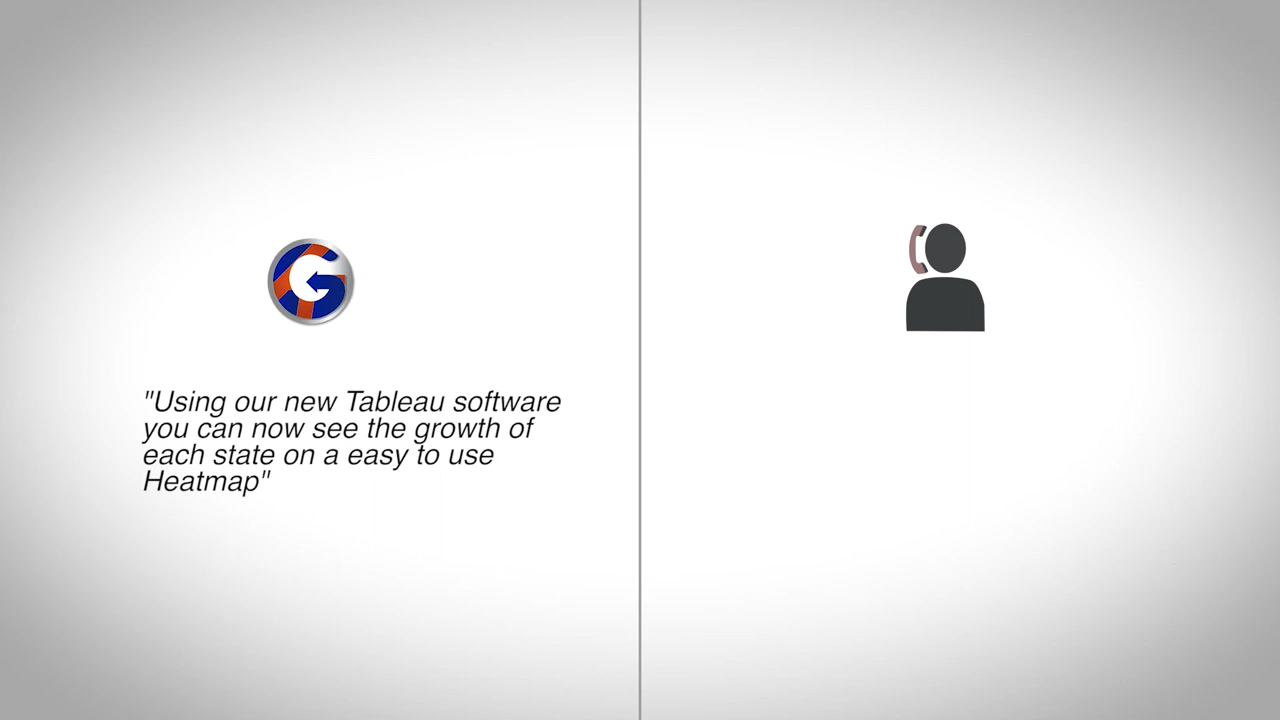 "Using our new Tableau software
you can now see the growth of
each state on a easy to use
Heatmap"